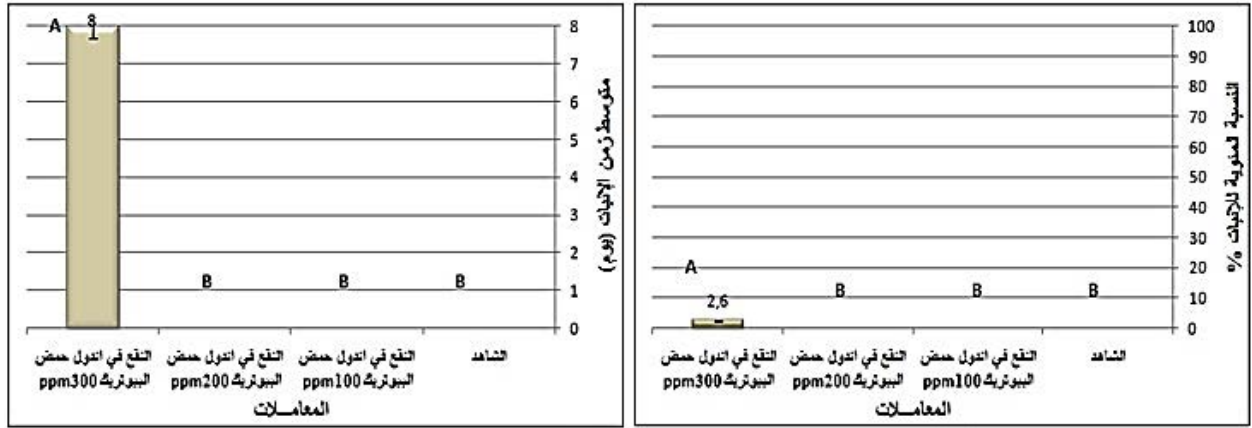 8
7
6
5
4
3
2
1
0
متوسط زمن الإنبات (يوم)
A
8
B
B
B
الشاهد
النقع في اندول حمض
البيوتريك ppm100
النقع في اندول حمض
البيوتريك ppm200
النقع في اندول حمض
البيوتريك ppm300
المعامــلات
100
90
80
70
60
50
40
30
20
10
0
النسبة المئوية للإنبات %
A
2,6
B
B
B
الشاهد
النقع في اندول حمض
البيوتريك ppm100
النقع في اندول حمض
البيوتريك ppm200
النقع في اندول حمض
البيوتريك ppm300
المعامــلات